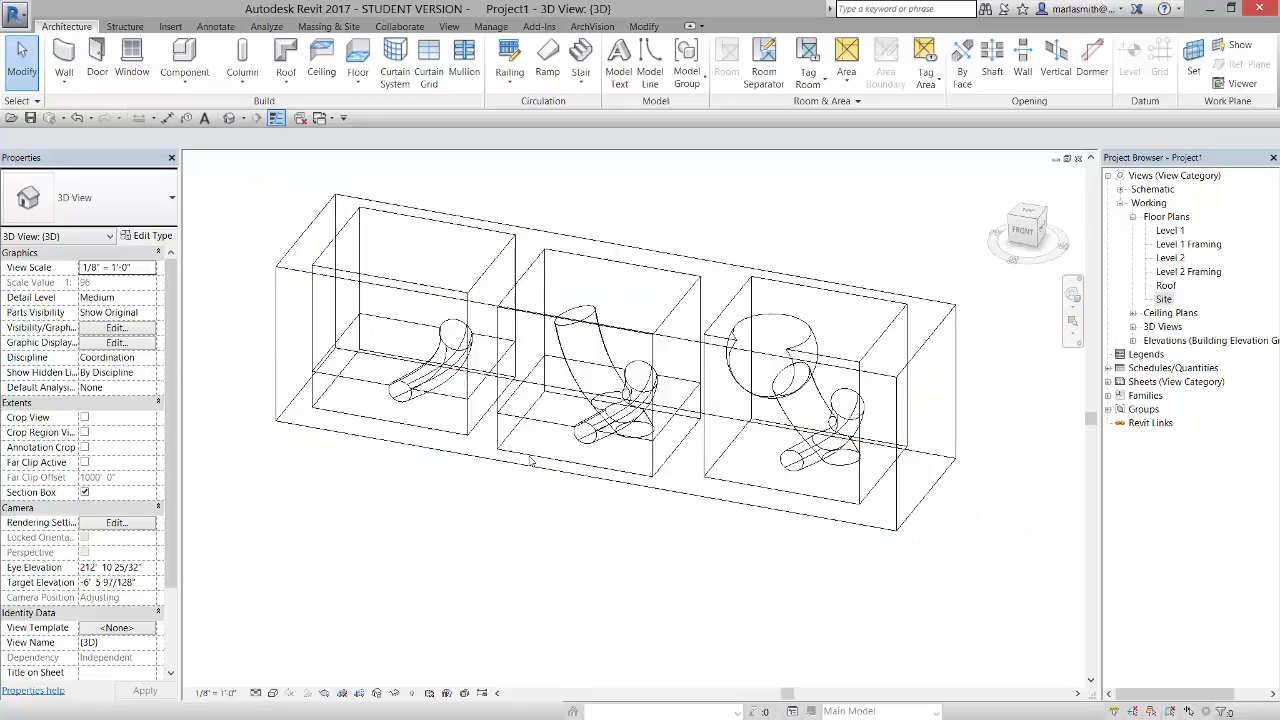 Autodesk Revit 2017 - STUDENT VERSION - Project1 - 3D View: {3D}
Type a keyword or phrase
marlasmith@...
Architecture Structure Insert Annotate Analyze Massing & Site Collaborate View Manage Add-Ins ArchVision Modify
Modify Wall Door Window Component Column Roof Ceiling Floor Curtain System Curtain Grid Mullion Railing Ramp Stair Model Text Model Line Model Group Room Room Separator Tag Room Area Area Boundary Tag Area By Face Shaft Wall Vertical Dormer Level Grid Set Show Ref Plane Viewer
Select Build Circulation Model Room & Area Opening Datum Work Plane
Properties
3D View
3D View: {3D} Edit Type
Graphics
View Scale 1/8" = 1'-0"
Scale Value 1: 96
Detail Level Medium
Parts Visibility Show Original
Visibility/Graph... Edit...
Graphic Display... Edit...
Discipline Coordination
Show Hidden Li... By Discipline
Default Analysi... None
Extents
Crop View
Crop Region Vi...
Annotation Crop
Far Clip Active
Far Clip Offset 1000' 0"
Section Box
Camera
Rendering Setti... Edit...
Locked Orienta...
Perspective
Eye Elevation 212' 10 25/32"
Target Elevation -6' 5 97/128"
Camera Position Adjusting
Identity Data
View Template <None>
View Name {3D}
Dependency Independent
Title on Sheet
Properties help Apply
TOP
FRONT
Project Browser - Project1
Views (View Category)
Schematic
Working
Floor Plans
Level 1
Level 1 Framing
Level 2
Level 2 Framing
Roof
Site
Ceiling Plans
3D Views
Elevations (Building Elevation
Legends
Schedules/Quantities
Sheets (View Category)
Families
Groups
Revit Links
1/8" = 1'-0"
:0 Main Model :0